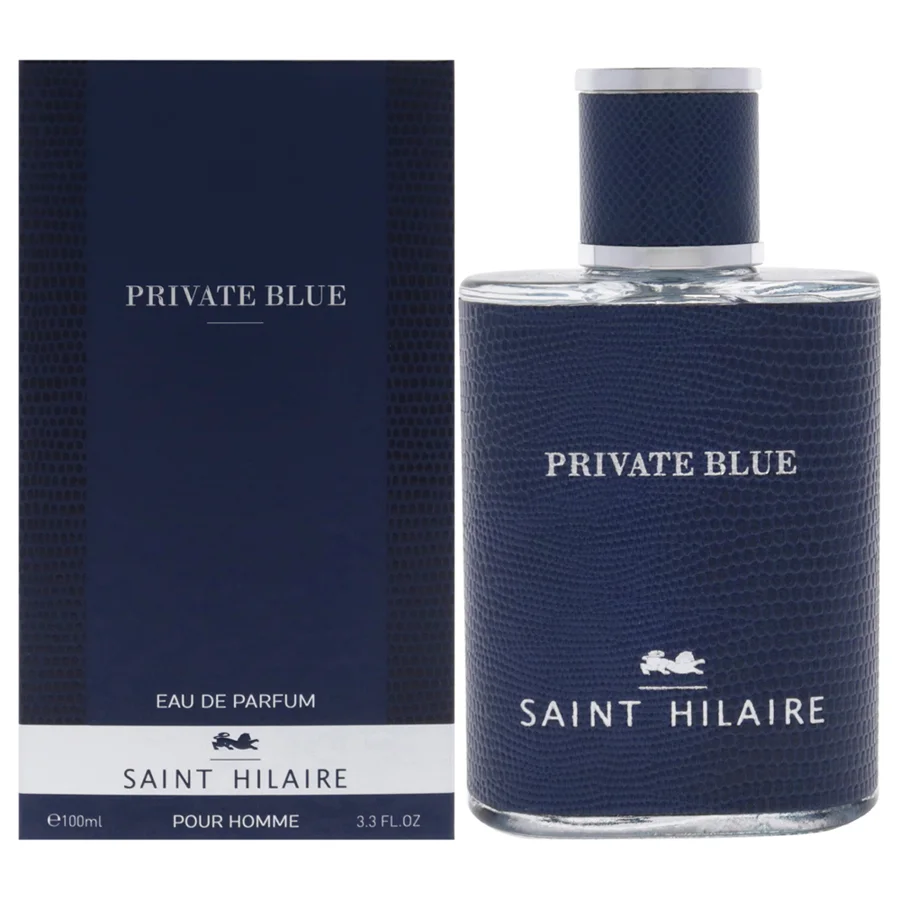 PRIVATE BLUE
EAU DE PARFUM
SAINT HILAIRE
℮100ml POUR HOMME 3.3 FL.OZ
PRIVATE BLUE
SAINT HILAIRE